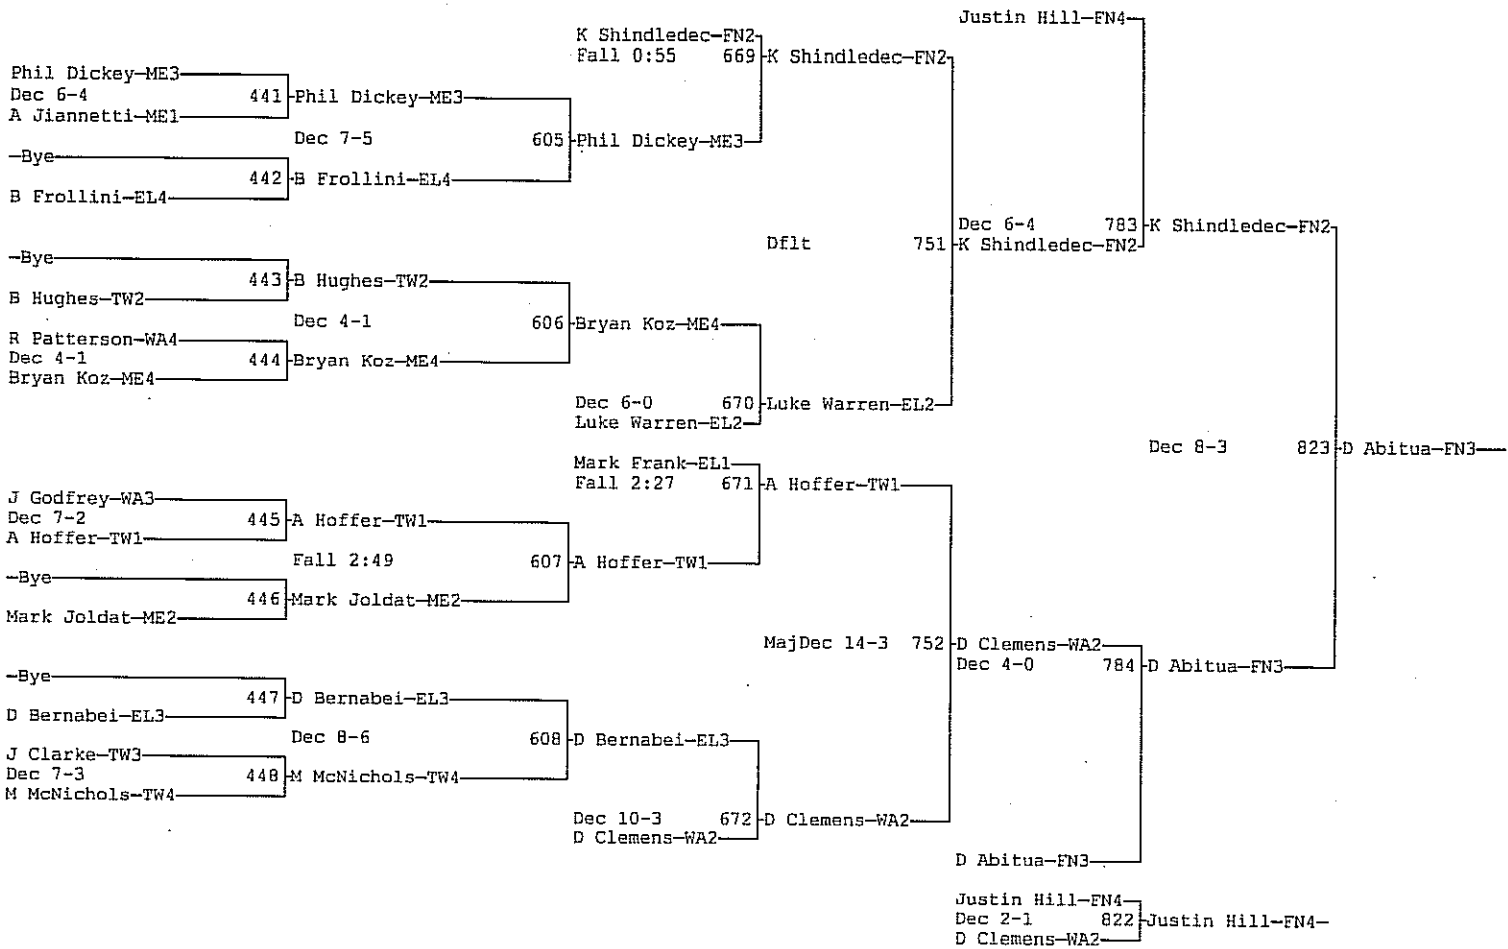 Justin Hill-FN4
K Shindledec-FN2
Fall 0:55 669 K Shindledec-FN2
Phil Dickey-ME3
Dec 6-4 441 Phil Dickey-ME3
A Jiannetti-ME1
Dec 7-5 605 Phil Dickey-ME3
-Bye
442 B Frollini-EL4
B Frollini-EL4
Dec 6-4 783 K Shindledec-FN2
Dflt 751 K Shindledec-FN2
-Bye
443 B Hughes-TW2
B Hughes-TW2
Dec 4-1 606 Bryan Koz-ME4
R Patterson-WA4
Dec 4-1 444 Bryan Koz-ME4
Bryan Koz-ME4
Dec 6-0 670 Luke Warren-EL2
Luke Warren-EL2
Dec 8-3 823 D Abitua-FN3
Mark Frank-EL1
Fall 2:27 671 A Hoffer-TW1
J Godfrey-WA3
Dec 7-2 445 A Hoffer-TW1
A Hoffer-TW1
Fall 2:49 607 A Hoffer-TW1
-Bye
446 Mark Joldat-ME2
Mark Joldat-ME2
MajDec 14-3 752 D Clemens-WA2
Dec 4-0 784 D Abitua-FN3
-Bye
447 D Bernabei-EL3
D Bernabei-EL3
Dec 8-6 608 D Bernabei-EL3
J Clarke-TW3
Dec 7-3 448 M McNichols-TW4
M McNichols-TW4
Dec 10-3 672 D Clemens-WA2
D Clemens-WA2
D Abitua-FN3
Justin Hill-FN4
Dec 2-1 822 Justin Hill-FN4-
D Clemens-WA2